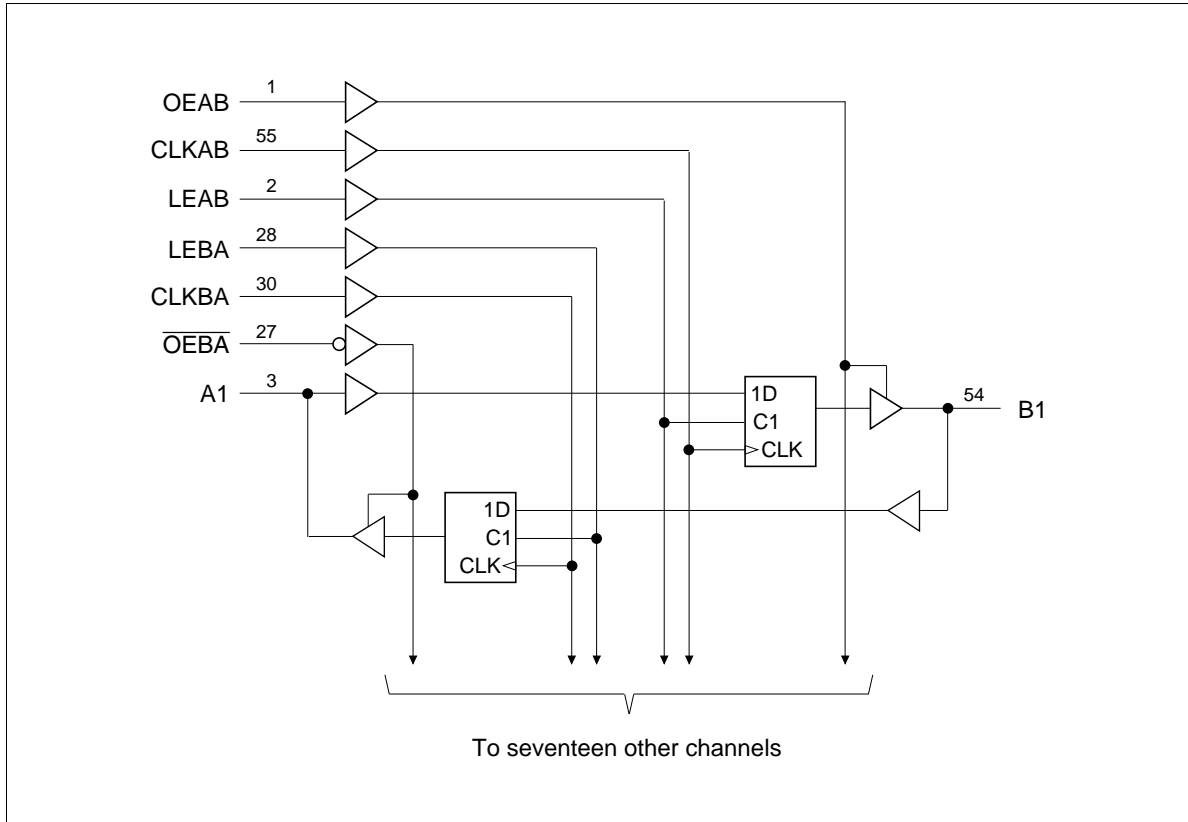 OEAB 1
CLKAB 55
LEAB 2
LEBA 28
CLKBA 30
OEBA 27
A1 3
1D
C1
CLK
54 B1
1D
C1
CLK
To seventeen other channels